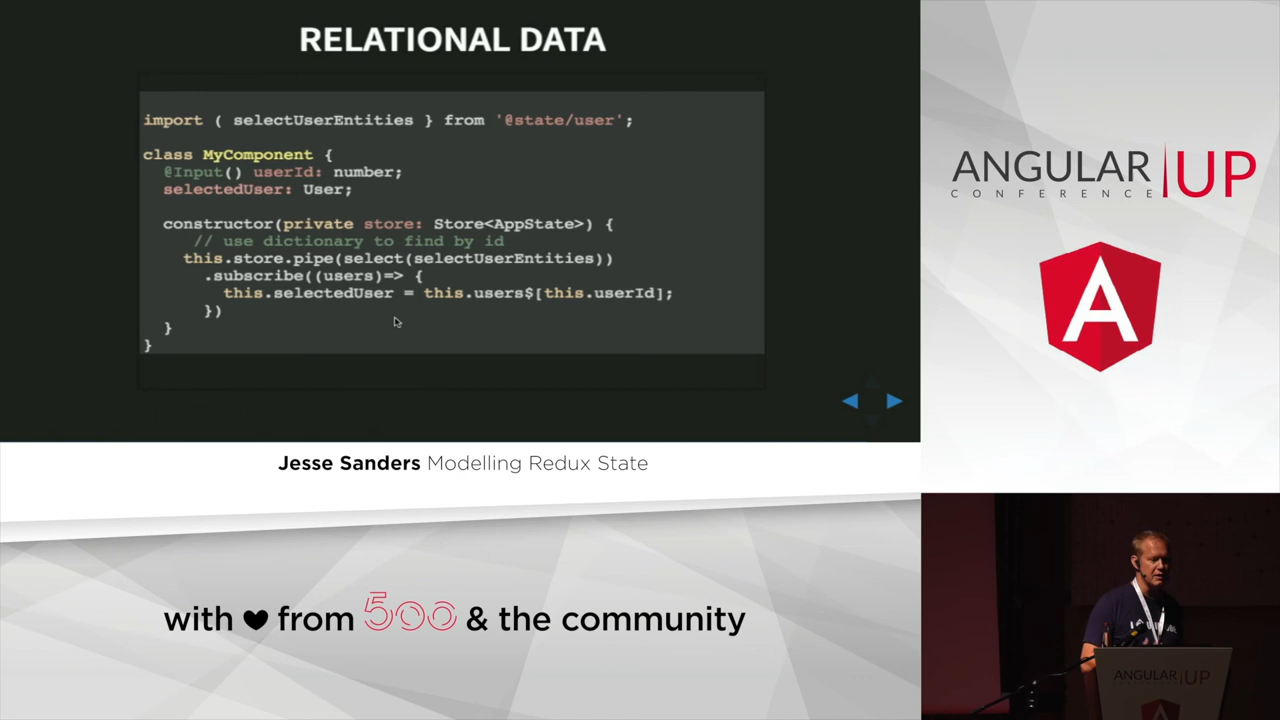 RELATIONAL DATA
import ( selectUserEntities } from '@state/user';
class MyComponent {
@Input() userId: number;
selectedUser: User;
constructor(private store: Store<AppState>) {
// use dictionary to find by id
this.store.pipe(select(selectUserEntities))
.subscribe((users)=> {
this.selectedUser = this.users$[this.userId];
})
}
}
Jesse Sanders Modelling Redux State
with ♥ from 500 & the community
ANGULAR UP
CONFERENCE
A
ANGULAR UP